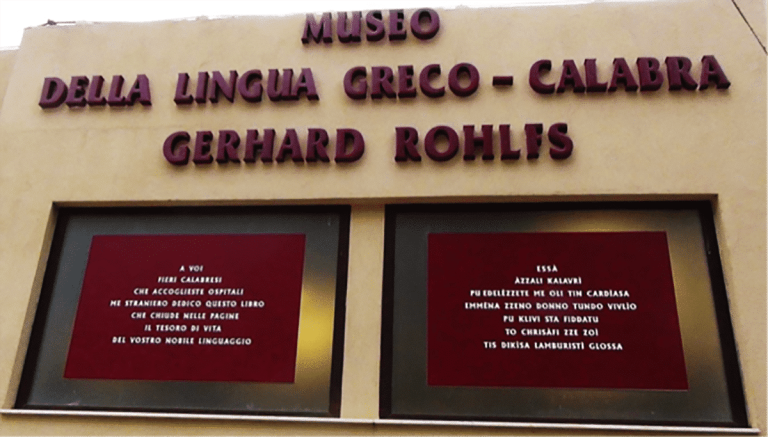 MUSEO
DELLA LINGUA GRECO – CALABRA
GERHARD ROHLFS
A VOI
FIERI CALABRESI
CHE ACCOGLIESTE OSPITALI
ME STRANIERO DEDICO QUESTO LIBRO
CHE CHIUDE NELLE PAGINE
IL TESORO DI VITA
DEL VOSTRO NOBILE LINGUAGGIO
ESSÀ
ÀZZALI KALAVRÌ
PU EDELÈZZETE ME OLI TIN CARDÌASA
EMMÈNA ZZENO DONNO TUNDO VIVLÌO
PU KLIVI STA FIDDATU
TO CHRISÀFI ZZE ZOÌ
TIS DIKÌSA LAMBURISTÌ GLOSSA